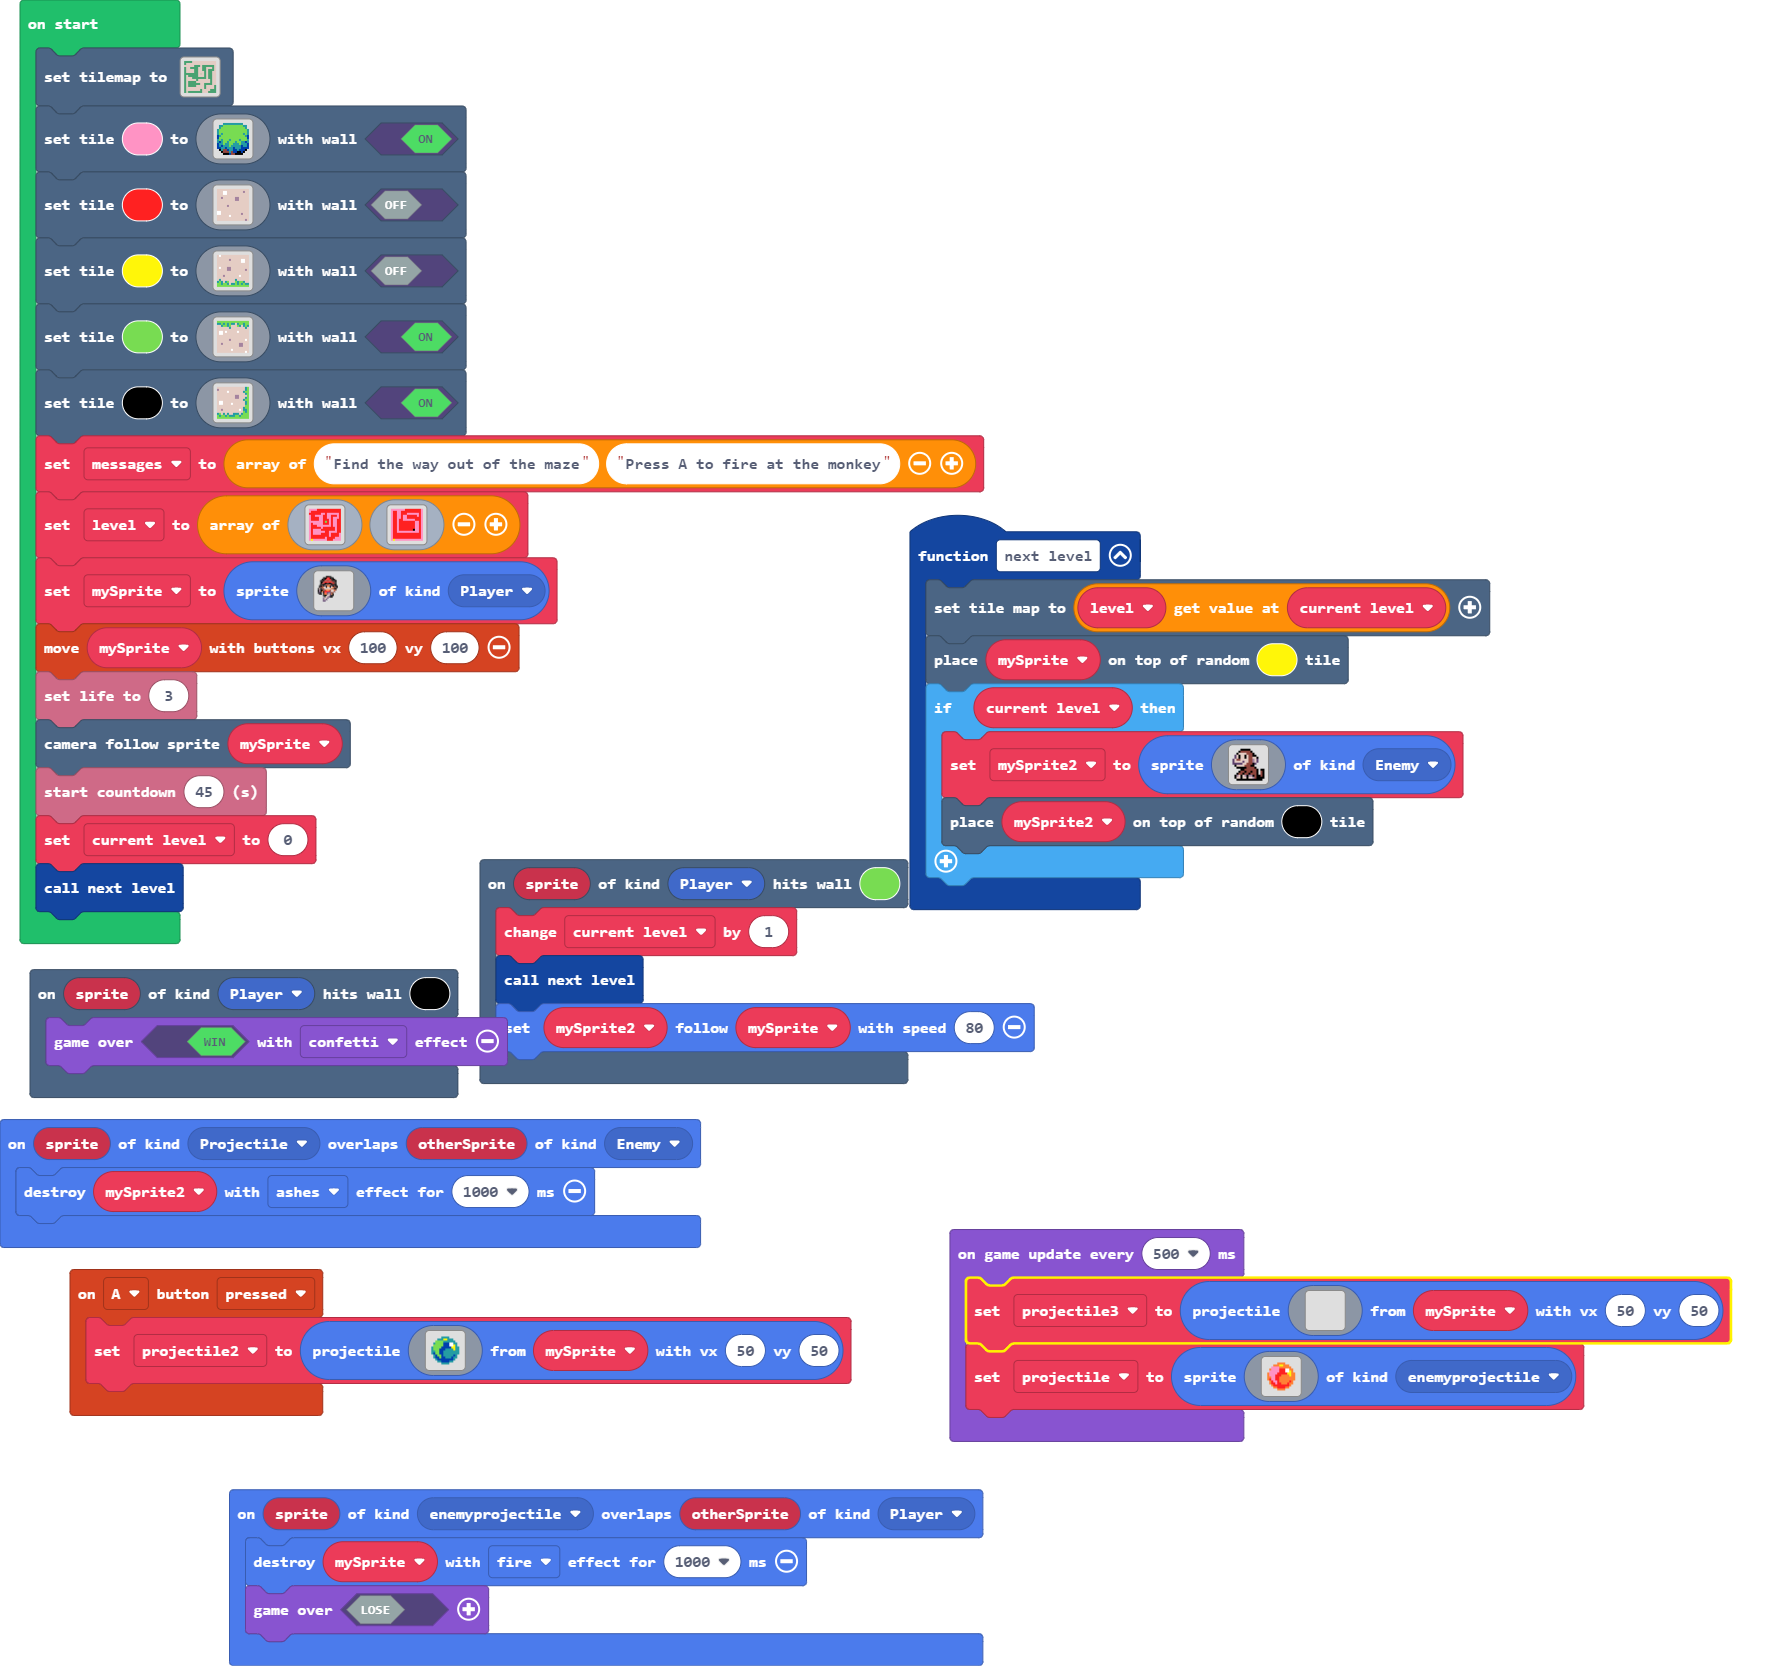 on start
set tilemap to
set tile to with wall ON
set tile to with wall OFF
set tile to with wall OFF
set tile to with wall ON
set tile to with wall ON
set messages to array of "Find the way out of the maze" "Press A to fire at the monkey"
set level to array of
set mySprite to sprite of kind Player
move mySprite with buttons vx 100 vy 100
set life to 3
camera follow sprite mySprite
start countdown 45 (s)
set current level to 0
call next level
function next level
set tile map to level get value at current level
place mySprite on top of random tile
if current level then
set mySprite2 to sprite of kind Enemy
place mySprite2 on top of random tile
on sprite of kind Player hits wall
change current level by 1
call next level
set mySprite2 follow mySprite with speed 80
on sprite of kind Player hits wall
game over WIN with confetti effect
on sprite of kind Projectile overlaps otherSprite of kind Enemy
destroy mySprite2 with ashes effect for 1000 ms
on A button pressed
set projectile2 to projectile from mySprite with vx 50 vy 50
on game update every 500 ms
set projectile3 to projectile from mySprite with vx 50 vy 50
set projectile to sprite of kind enemyprojectile
on sprite of kind enemyprojectile overlaps otherSprite of kind Player
destroy mySprite with fire effect for 1000 ms
game over LOSE